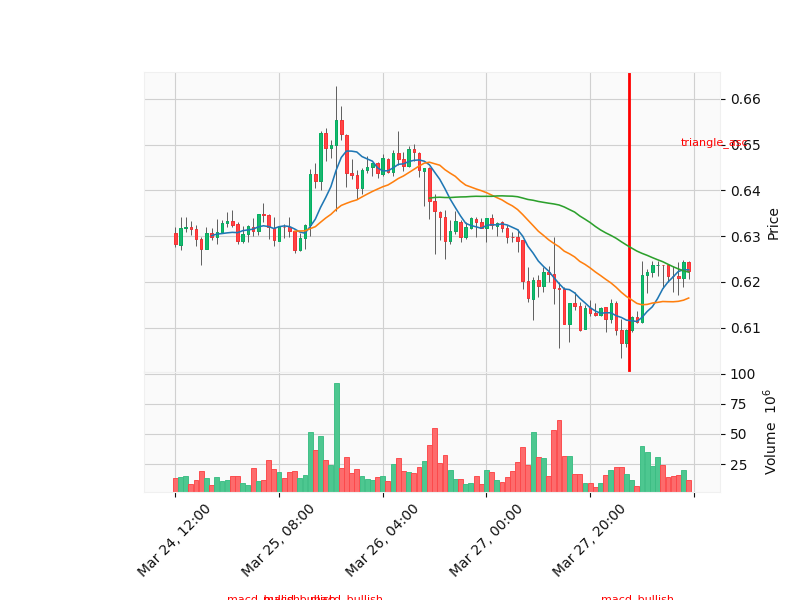 0.66
triangle_asc
0.65
0.64
0.63
0.62
0.61
Price
100
75
50
25
Volume 10^6
Mar 24, 12:00
Mar 25, 08:00
Mar 26, 04:00
Mar 27, 00:00
Mar 27, 20:00
macd_bullish
macd_bullish
macd_bullish